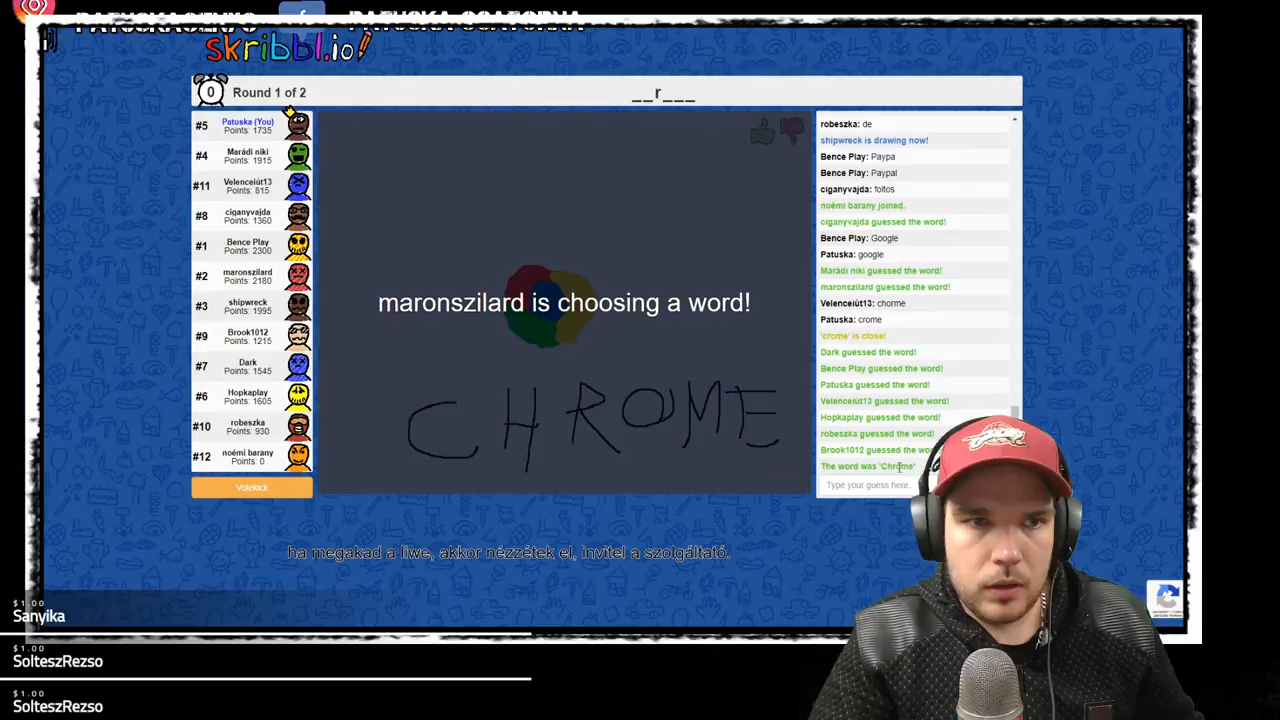 PATUSKAGENYO
PATUSKA CSATORNA
skribbl.io
0
Round 1 of 2
__r___
#5
Patuska (You)
Points: 1735
#4
Marádi niki
Points: 1915
#11
Velenceiút13
Points: 815
#8
ciganyvajda
Points: 1360
#1
Bence Play
Points: 2300
#2
maronszilard
Points: 2180
#3
shipwreck
Points: 1995
#9
Brook1012
Points: 1215
#7
Dark
Points: 1545
#6
Hopkaplay
Points: 1605
#10
robeszka
Points: 930
#12
noémi barany
Points: 0
Votekick
maronszilard is choosing a word!
CHROME
robeszka: de
shipwreck is drawing now!
Bence Play: Paypa
Bence Play: Paypal
ciganyvajda: foltos
noémi barany joined.
ciganyvajda guessed the word!
Bence Play: Google
Patuska: google
Marádi niki guessed the word!
maronszilard guessed the word!
Velenceiút13: chorme
Patuska: crome
'crome' is close!
Dark guessed the word!
Bence Play guessed the word!
Patuska guessed the word!
Velenceiút13 guessed the word!
Hopkaplay guessed the word!
robeszka guessed the word!
Brook1012 guessed the
The word was 'Chrome'
Type your guess here..
ha megakad a liwe, akkor nézzétek el, invitel a szolgáltató.
$1.00
Sanyika
$1.00
SolteszRezso
$1.00
SolteszRezso